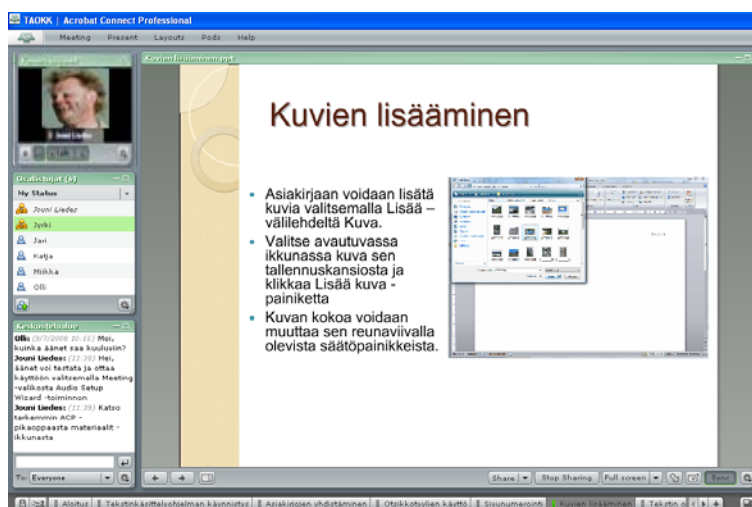 TAOKK | Acrobat Connect Professional
Meeting Present Layouts Pods Help
Kuvien lisääminen.ppt
Jouni Liedes
Osallistujat (6)
My Status
Jouni Liedes
Jyrki
Jari
Katja
Miikka
Olli
Keskustelualue
Olli: (9/7/2008 10:55) Moi,
kuinka äänet saa kuuluviin?
Jouni Liedes: (11:36) Hei,
äänet voi testata ja ottaa
käyttöön valitsemalla Meeting
-valikosta Audio Setup
Wizard -toiminnon
Jouni Liedes: (11:39) Katso
tarkemmin ACP -
pikaoppaasta materiaalit -
ikkunasta
To: Everyone
Kuvien lisääminen
• Asiakirjaan voidaan lisätä
kuvia valitsemalla Lisää –
välilehdeltä Kuva.
• Valitse avautuvassa
ikkunassa kuva sen
tallennuskansiosta ja
klikkaa Lisää kuva -
painiketta
• Kuvan kokoa voidaan
muuttaa sen reunaviivalla
olevista säätöpainikkeista.
Share Stop Sharing Full screen Sync
Aloitus Tekstinkäsittelyohjelman käynnistys Asiakirjojen yhdistäminen Otsikkotyylien käyttö Sivunumerointi Kuvien lisääminen Tekstin